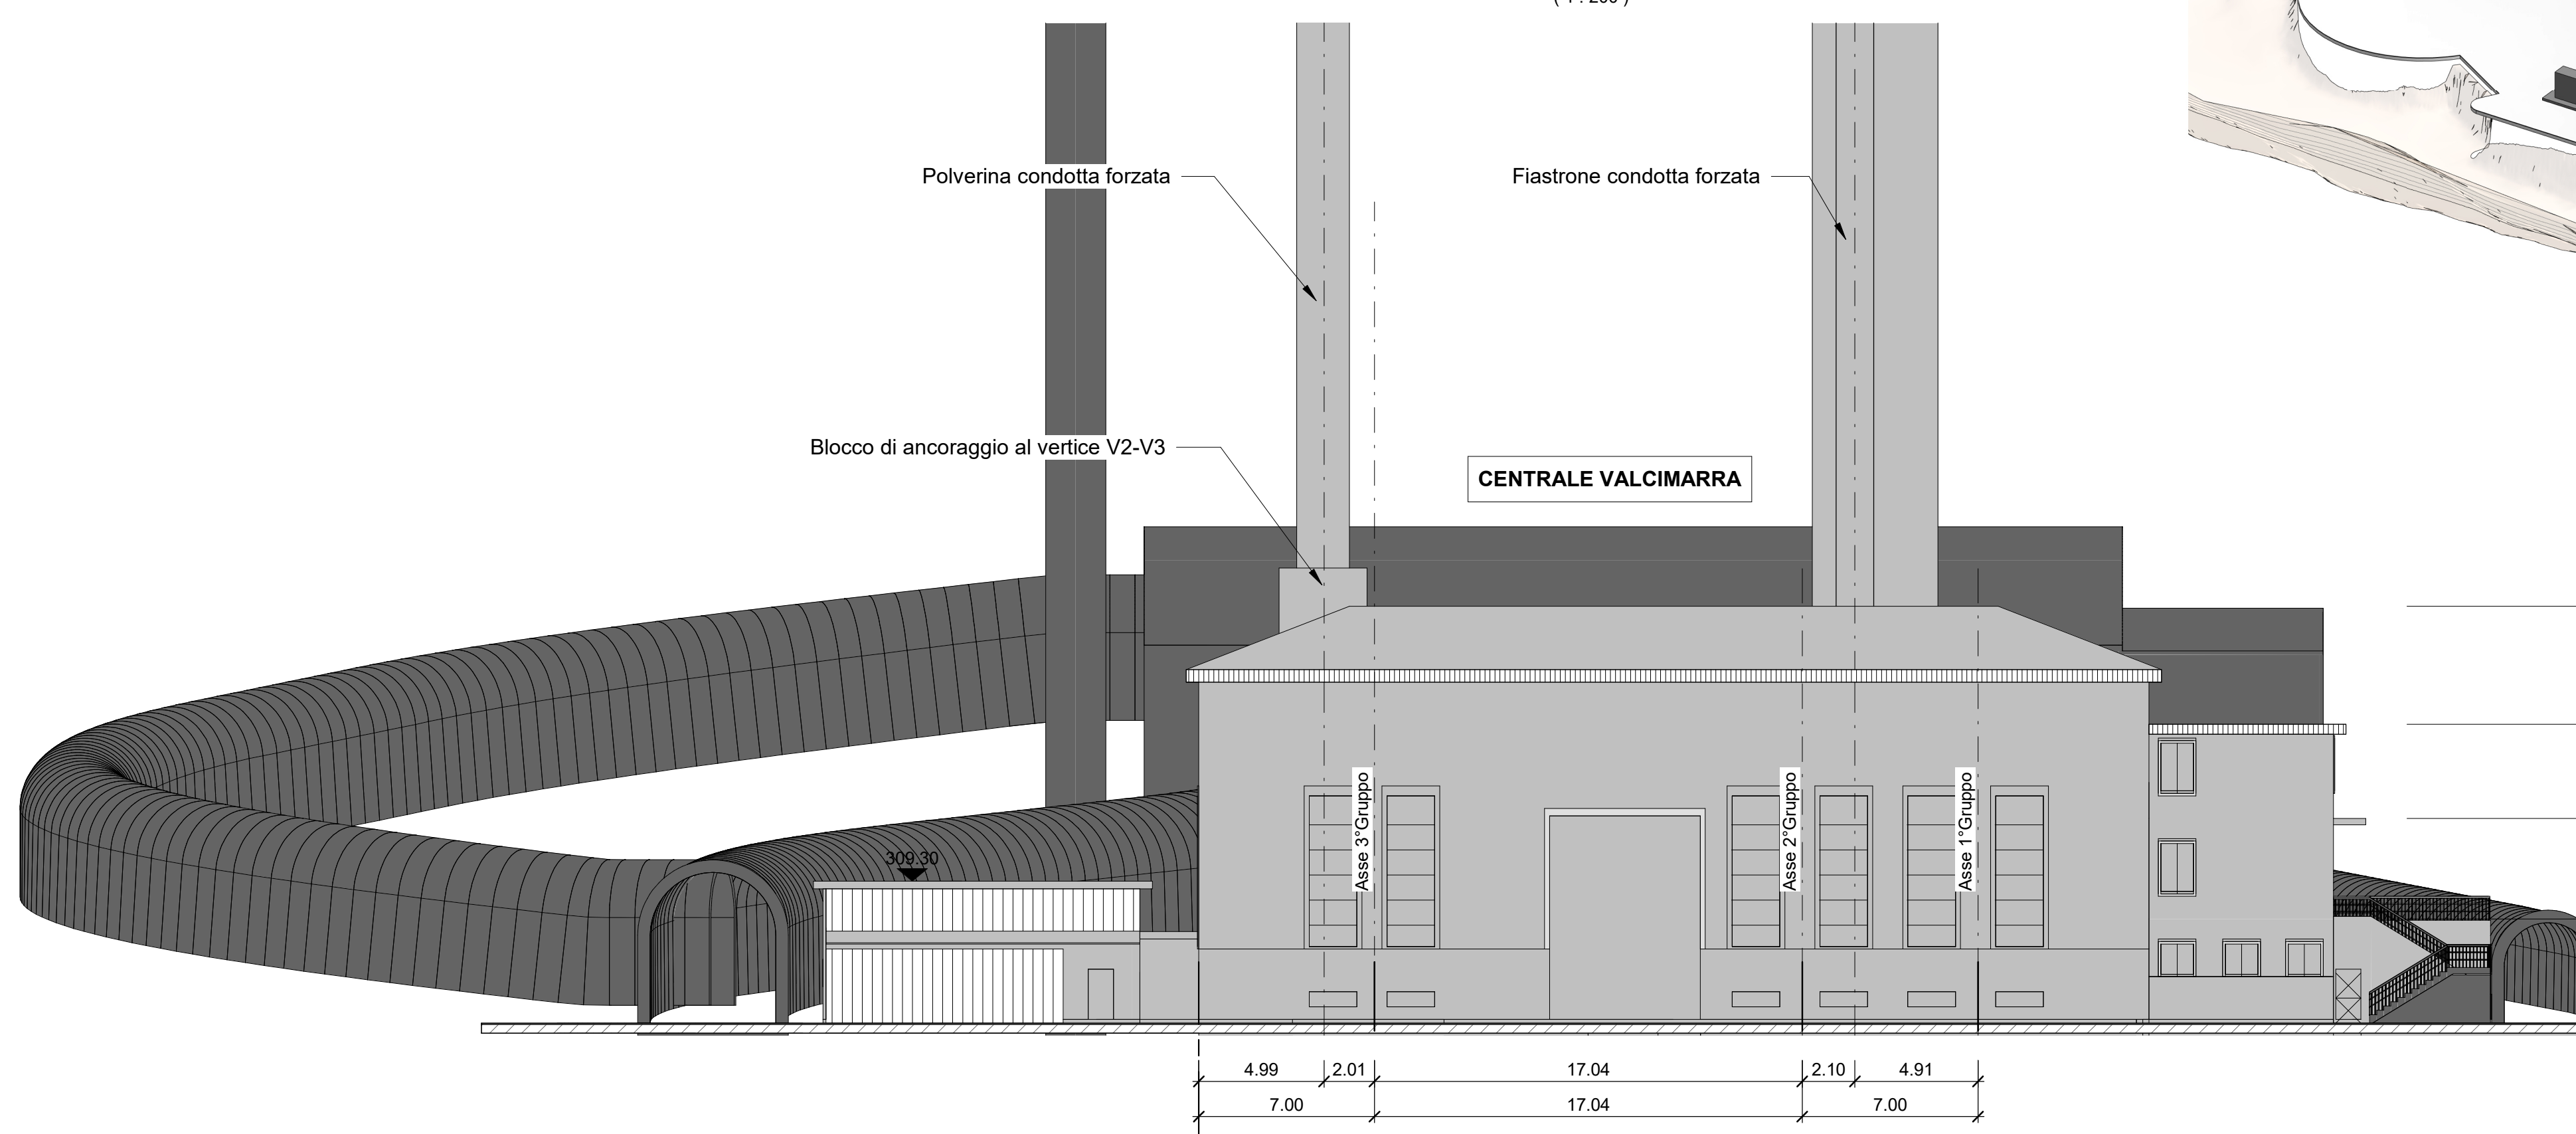 Polverina condotta forzata
Fiastrone condotta forzata
Blocco di ancoraggio al vertice V2-V3
CENTRALE VALCIMARRA
Asse 3°Gruppo
Asse 2°Gruppo
Asse 1°Gruppo
309.30
4.99 2.01 17.04 2.10 4.91
7.00 17.04 7.00